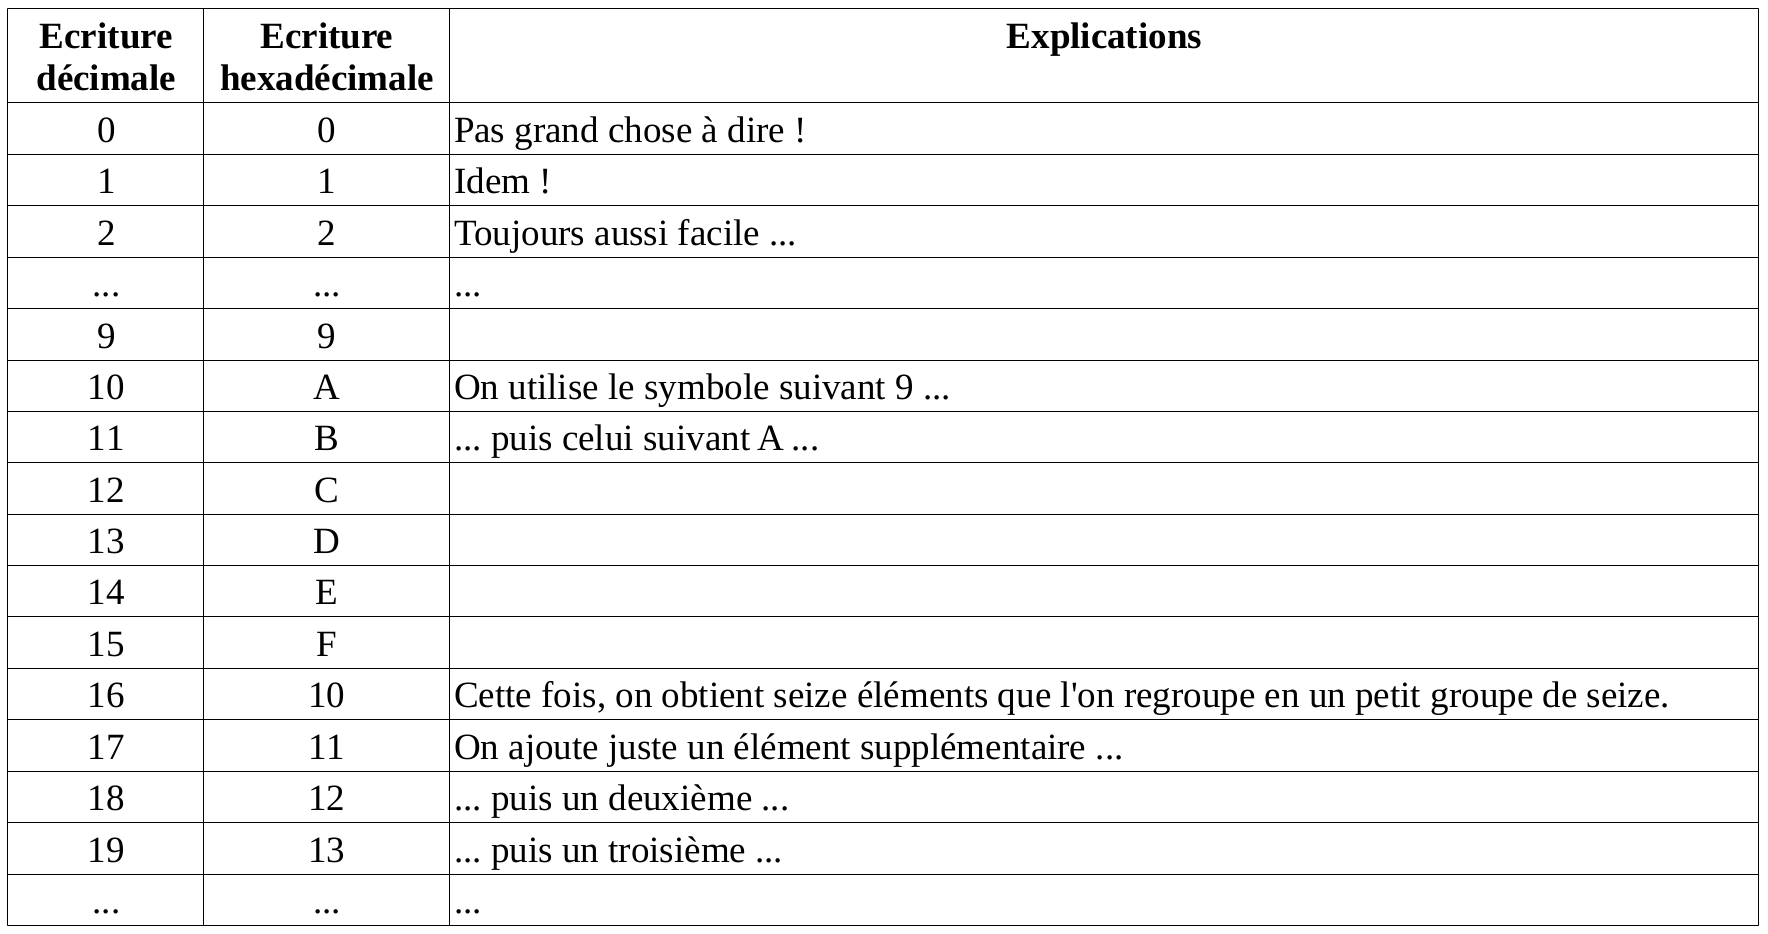 Ecriture décimale Ecriture hexadécimale Explications
0 0 Pas grand chose à dire !
1 1 Idem !
2 2 Toujours aussi facile ...
... ... ...
9 9
10 A On utilise le symbole suivant 9 ...
11 B ... puis celui suivant A ...
12 C
13 D
14 E
15 F
16 10 Cette fois, on obtient seize éléments que l'on regroupe en un petit groupe de seize.
17 11 On ajoute juste un élément supplémentaire ...
18 12 ... puis un deuxième ...
19 13 ... puis un troisième ...
... ... ...